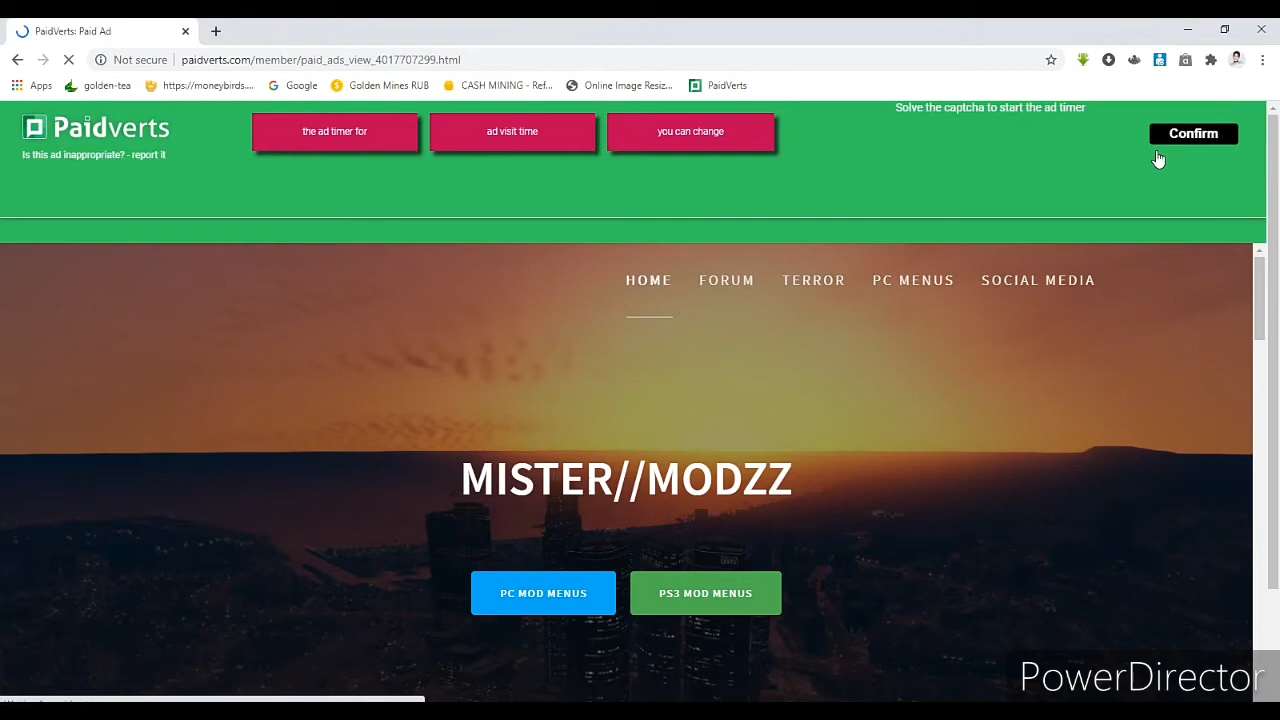 PaidVerts: Paid Ad
Not secure paidverts.com/member/paid_ads_view_4017707299.html
Apps golden-tea https://moneybirds.... Google Golden Mines RUB CASH MINING - Ref... Online Image Resiz... PaidVerts
Solve the captcha to start the ad timer
Paidverts the ad timer for ad visit time you can change Confirm
Is this ad inappropriate? - report it
HOME FORUM TERROR PC MENUS SOCIAL MEDIA
MISTER//MODZZ
PC MOD MENUS PS3 MOD MENUS
PowerDirector